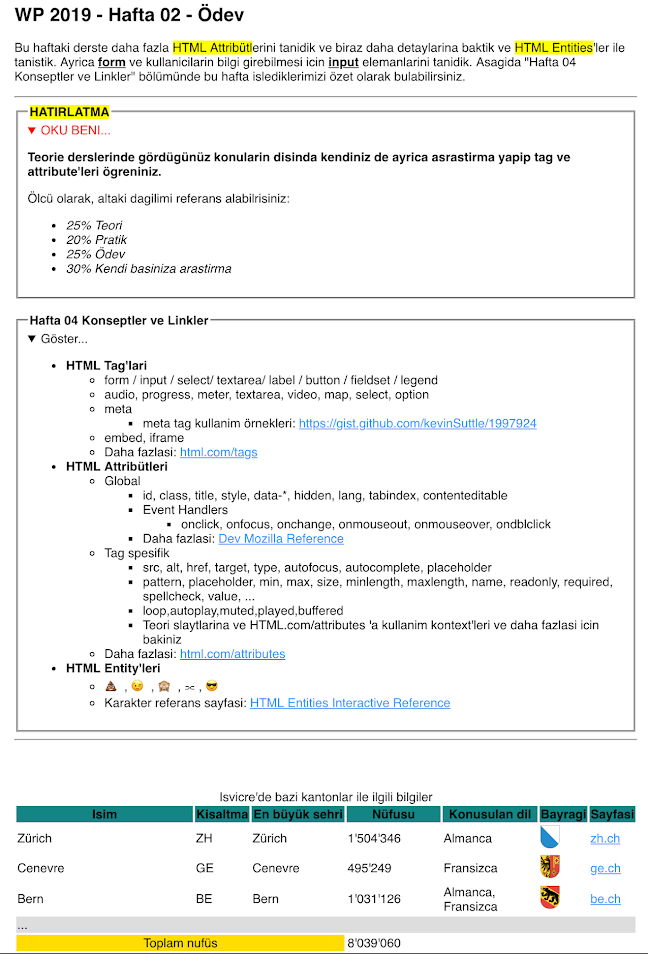 WP 2019 - Hafta 02 - Ödev
Bu haftaki derste daha fazla HTML Attribütlerini tanidik ve biraz daha detaylarina baktik ve HTML Entities'ler ile
tanistik. Ayrica form ve kullanicilarin bilgi girebilmesi icin input elemanlarini tanidik. Asagida "Hafta 04
Konseptler ve Linkler" bölümünde bu hafta islediklerimizi özet olarak bulabilirsiniz.
HATIRLATMA
▼ OKU BENI...
Teorie derslerinde gördügünüz konularin disinda kendiniz de ayrica asrastirma yapip tag ve
attribute'leri ögreniniz.
Ölcü olarak, altaki dagilimi referans alabilrisiniz:
• 25% Teori
• 20% Pratik
• 25% Ödev
• 30% Kendi basiniza arastirma
Hafta 04 Konseptler ve Linkler
▼ Göster...
• HTML Tag'lari
◦ form / input / select/ textarea/ label / button / fieldset / legend
◦ audio, progress, meter, textarea, video, map, select, option
◦ meta
▪ meta tag kullanim örnekleri: https://gist.github.com/kevinSuttle/1997924
◦ embed, iframe
◦ Daha fazlasi: html.com/tags
• HTML Attribütleri
◦ Global
▪ id, class, title, style, data-*, hidden, lang, tabindex, contenteditable
▪ Event Handlers
▪ onclick, onfocus, onchange, onmouseout, onmouseover, ondblclick
▪ Daha fazlasi: Dev Mozilla Reference
◦ Tag spesifik
▪ src, alt, href, target, type, autofocus, autocomplete, placeholder
▪ pattern, placeholder, min, max, size, minlength, maxlength, name, readonly, required,
spellcheck, value, ...
▪ loop,autoplay,muted,played,buffered
▪ Teori slaytlarina ve HTML.com/attributes 'a kullanim kontext'leri ve daha fazlasi icin
bakiniz
◦ Daha fazlasi: html.com/attributes
• HTML Entity'leri
◦ 💩 , 😉 , 🙈 , ⫘ , 😎
◦ Karakter referans sayfasi: HTML Entities Interactive Reference
Isvicre'de bazi kantonlar ile ilgili bilgiler
Isim Kisaltma En büyük sehri Nüfusu Konusulan dil Bayragi Sayfasi
Zürich ZH Zürich 1'504'346 Almanca zh.ch
Cenevre GE Cenevre 495'249 Fransizca ge.ch
Bern BE Bern 1'031'126 Almanca, Fransizca be.ch
...
Toplam nufüs 8'039'060